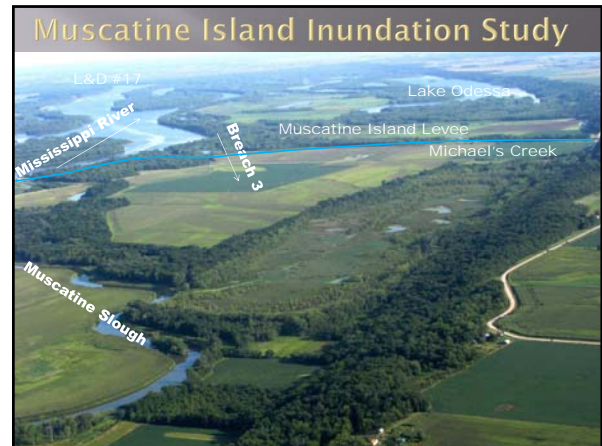 Muscatine Island Inundation Study
L&D #17
Lake Odessa
Mississippi River
Breach 3
Muscatine Island Levee
Michael's Creek
Muscatine Slough